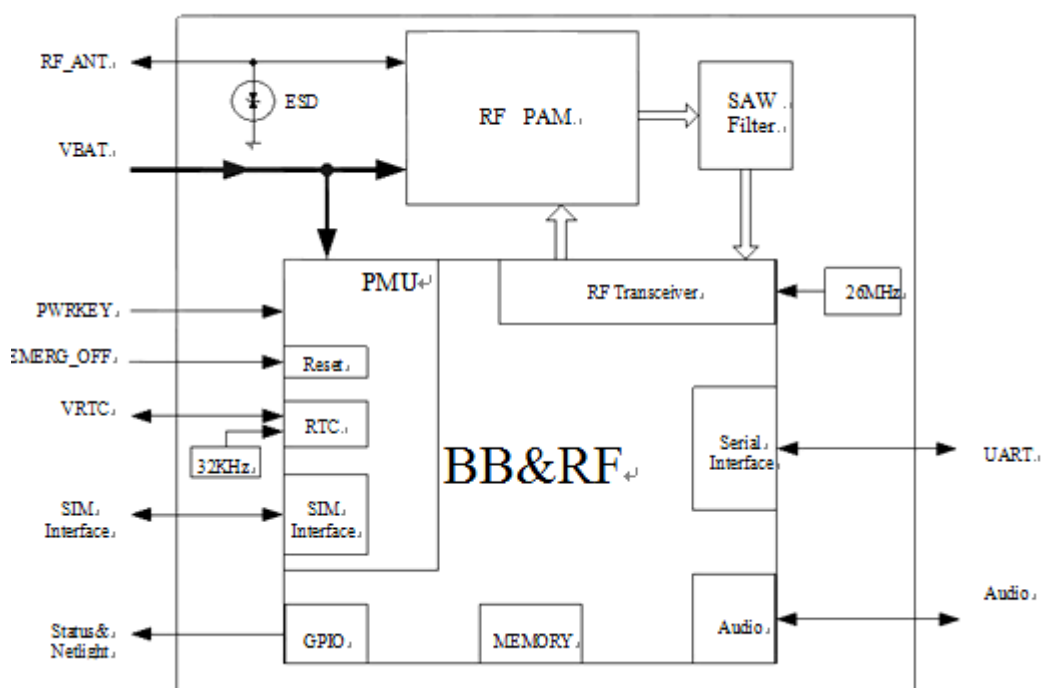 RF_ANT.
ESD
RF PAM.
SAW.
Filter.
VBAT.
PMU↵
RF Transceiver.
26MHz
PWRKEY.
EMERG_OFF.
Reset.
VRTC.
RTC.
32KHz
BB&RF↵
Serial
Interface.
UART.
SIM.
Interface.
SIM.
Interface.
Status&
Netlight.
GPIO
MEMORY.
Audio.
Audio.